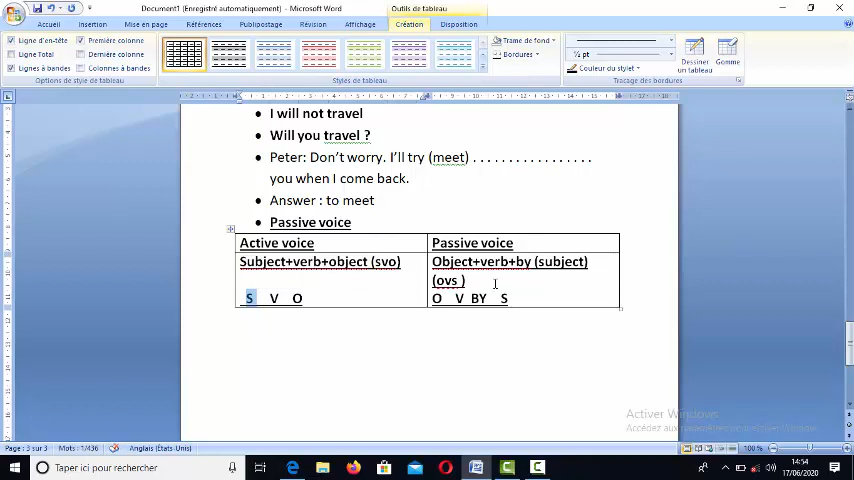 Document1 (Enregistré automatiquement) - Microsoft Word
Outils de tableau
Accueil Insertion Mise en page Références Publipostage Révision Affichage Création Disposition
Ligne d'en-tête Première colonne
Ligne Total Dernière colonne
Lignes à bandes Colonnes à bandes
Options de style de tableau
Styles de tableau
Trame de fond
Bordures
½ pt
Couleur du stylet
Dessiner un tableau
Gomme
Traçage des bordures
I will not travel
Will you travel ?
Peter: Don't worry. I'll try (meet) . . . . . . . . . . . . . . . . .
you when I come back.
Answer : to meet
Passive voice
Active voice
Passive voice
Subject+verb+object (svo)
Object+verb+by (subject)
(ovs )
S V O
O V BY S
Activer Windows
Page : 3 sur 3 Mots : 1/436 Anglais (États-Unis) 100 %
Taper ici pour rechercher
14:54
17/06/2020